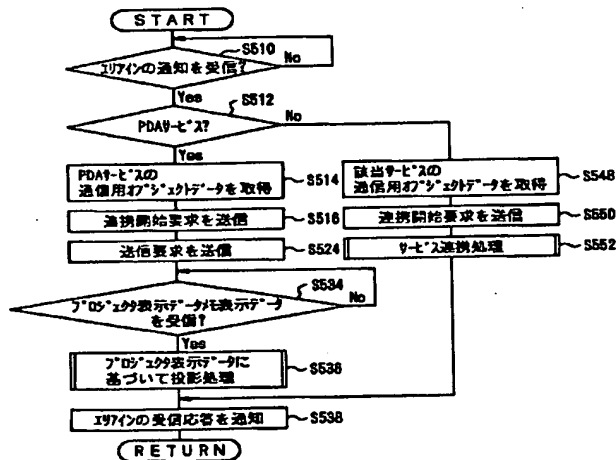 START
S510
エリアインの通知を受信?
No
Yes
S512
PDAサービス?
No
Yes
PDAサービスの
通信用オブジェクトデータを取得
S514
連携開始要求を送信
S516
送信要求を送信
S524
該当サービスの
通信用オブジェクトデータを取得
S548
連携開始要求を送信
S550
サービス連携処理
S552
S534
プロジェクタ表示データメモ表示データ
を受信?
No
Yes
プロジェクタ表示データに
基づいて投影処理
S536
エリアインの受信応答を通知
S538
RETURN